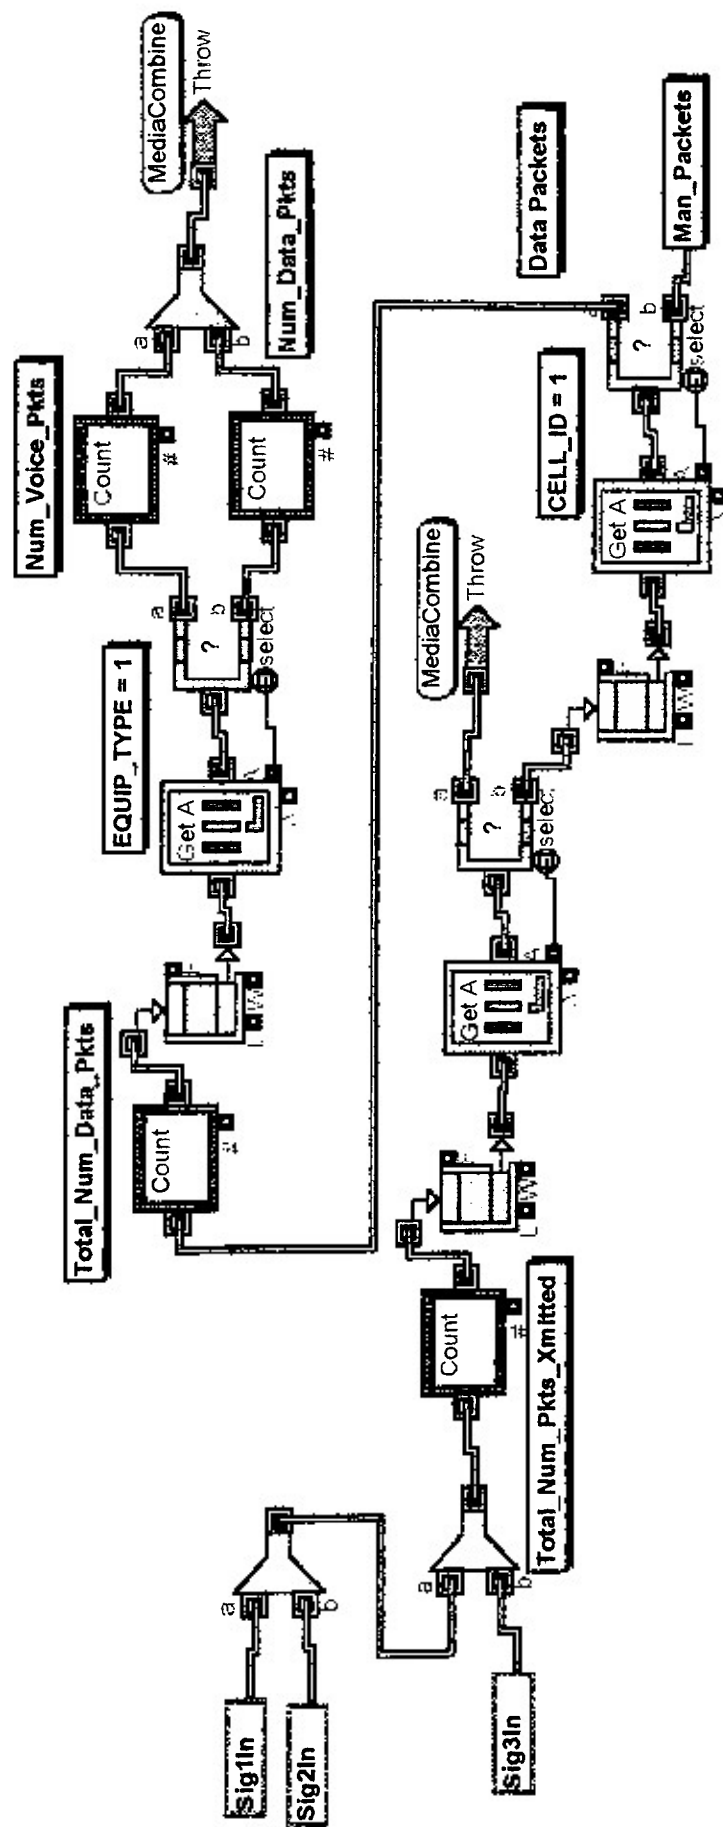 Num_Voice_Pkts
MediaCombine
Throw
Count
#
a
b
Num_Data_Pkts
Count
#
EQUIP_TYPE = 1
a
b
?
select
Get A
A
Total_Num_Data_Pkts
Count
#
F
L W
Data Packets
Man_Packets
CELL_ID = 1
a
b
?
select
Get A
A
F
L W
MediaCombine
Throw
a
b
?
select
Get A
A
F
L W
Count
#
Total_Num_Pkts_Xmitted
a
b
a
b
Sig1In
Sig2In
Sig3In